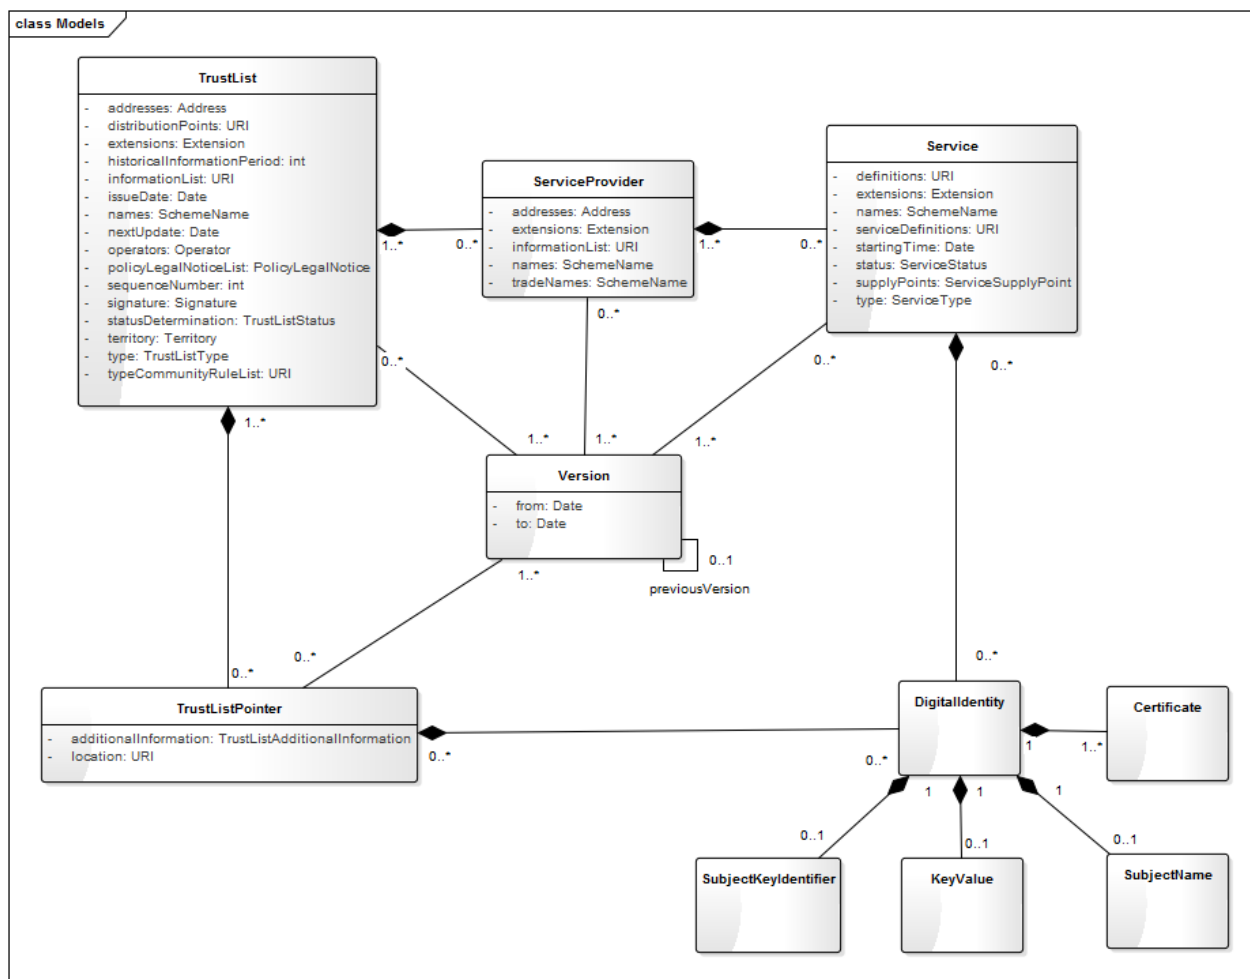 class Models
TrustList
- addresses: Address
- distributionPoints: URI
- extensions: Extension
- historicalInformationPeriod: int
- informationList: URI
- issueDate: Date
- names: SchemeName
- nextUpdate: Date
- operators: Operator
- policyLegalNoticeList: PolicyLegalNotice
- sequenceNumber: int
- signature: Signature
- statusDetermination: TrustListStatus
- territory: Territory
- type: TrustListType
- typeCommunityRuleList: URI
1..*
0..*
ServiceProvider
- addresses: Address
- extensions: Extension
- informationList: URI
- names: SchemeName
- tradeNames: SchemeName
1..*
0..*
Service
- definitions: URI
- extensions: Extension
- names: SchemeName
- serviceDefinitions: URI
- startingTime: Date
- status: ServiceStatus
- supplyPoints: ServiceSupplyPoint
- type: ServiceType
0..*
0..*
0..*
0..*
1..*
1..*
1..*
1..*
Version
- from: Date
- to: Date
0..1
previousVersion
1..*
0..*
0..*
0..*
TrustListPointer
- additionalInformation: TrustListAdditionalInformation
- location: URI
0..*
0..*
DigitalIdentity
1
1..*
Certificate
1
1
1
0..1
0..1
0..1
SubjectKeyIdentifier
KeyValue
SubjectName